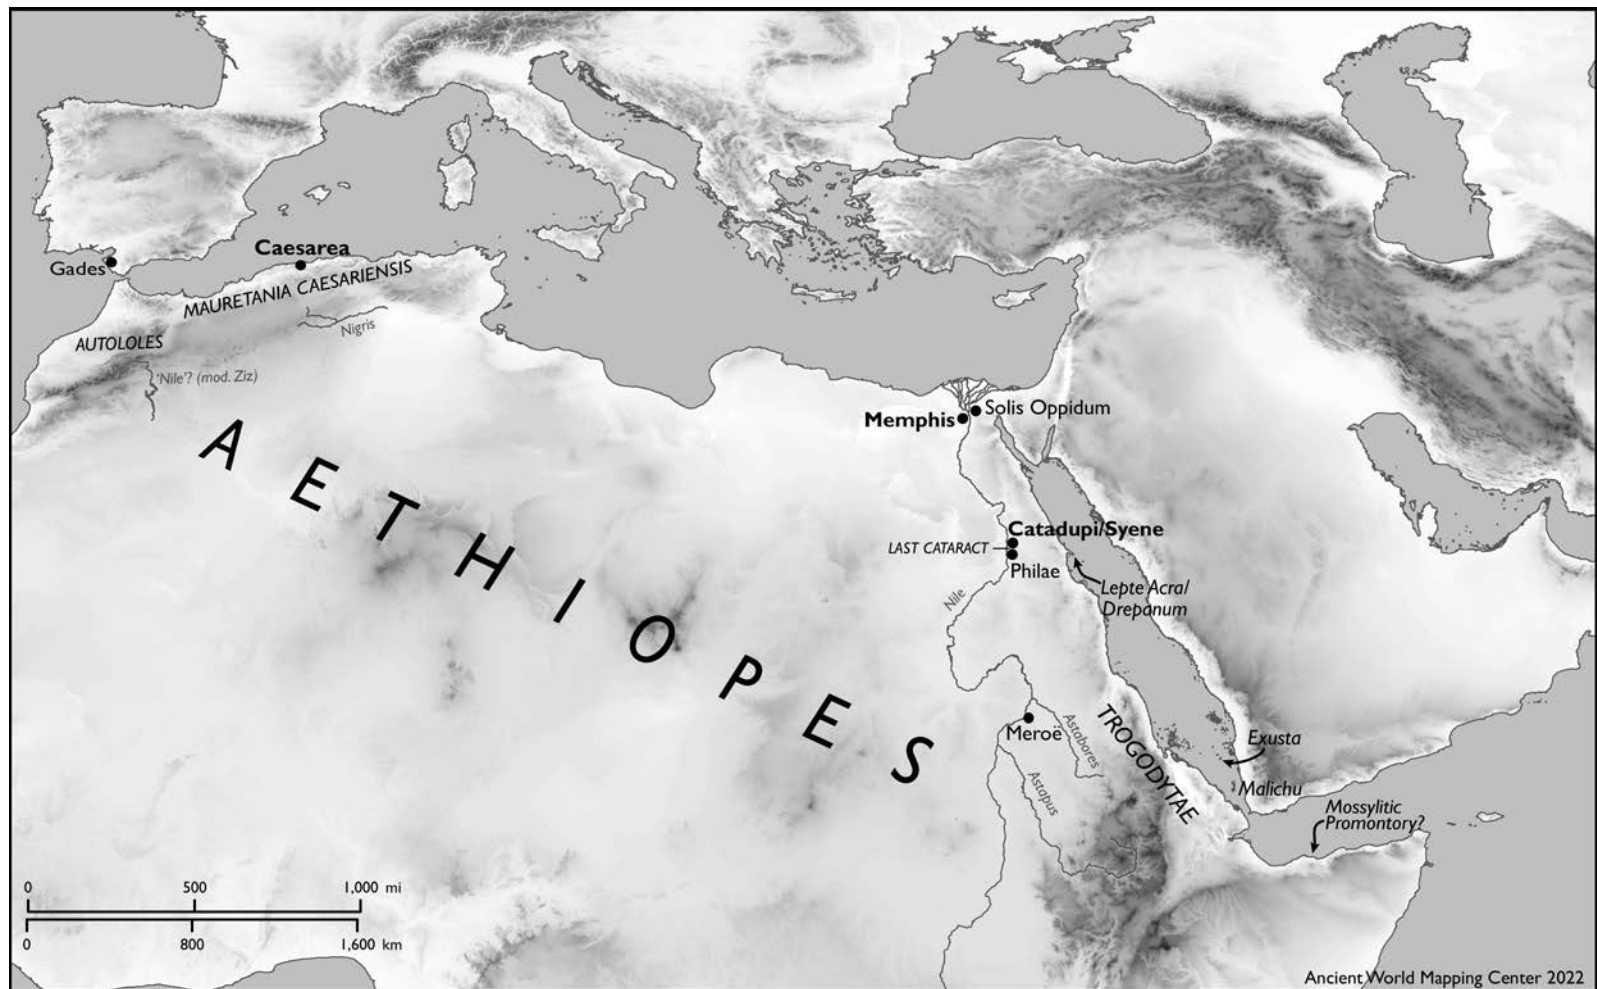 Caesarea
Gades
MAURETANIA CAESARIENSIS
Nigris
AUTOLOLES
'Nile'? (mod. Ziz)
Solis Oppidum
Memphis
AETHIOPES
Catadupi/Syene
LAST CATARACT
Philae
Lepte Acra/
Drepanum
Nile
TROGODYTAE
Meroë
Astabores
Astapus
Exusta
Malichu
Mossylitic
Promontory?
0 500 1,000 mi
0 800 1,600 km
Ancient World Mapping Center 2022